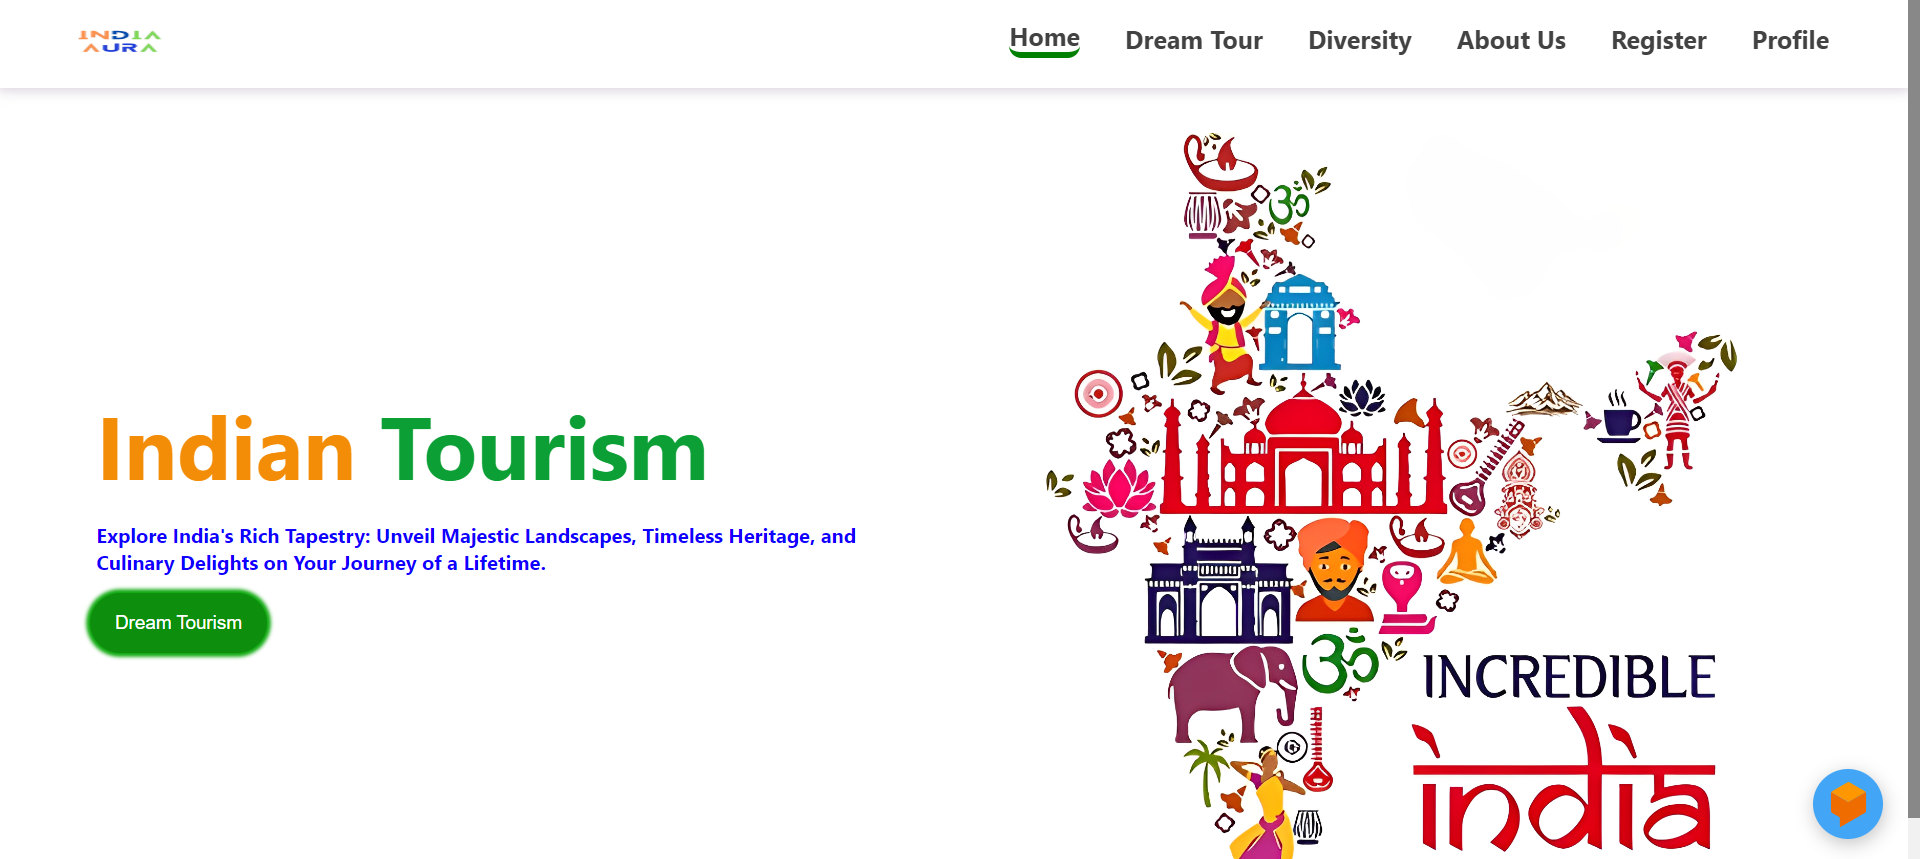 INDIA
AURA
Home
Dream Tour
Diversity
About Us
Register
Profile
Indian Tourism
Explore India's Rich Tapestry: Unveil Majestic Landscapes, Timeless Heritage, and
Culinary Delights on Your Journey of a Lifetime.
Dream Tourism
ॐ
ॐ
INCREDIBLE
india